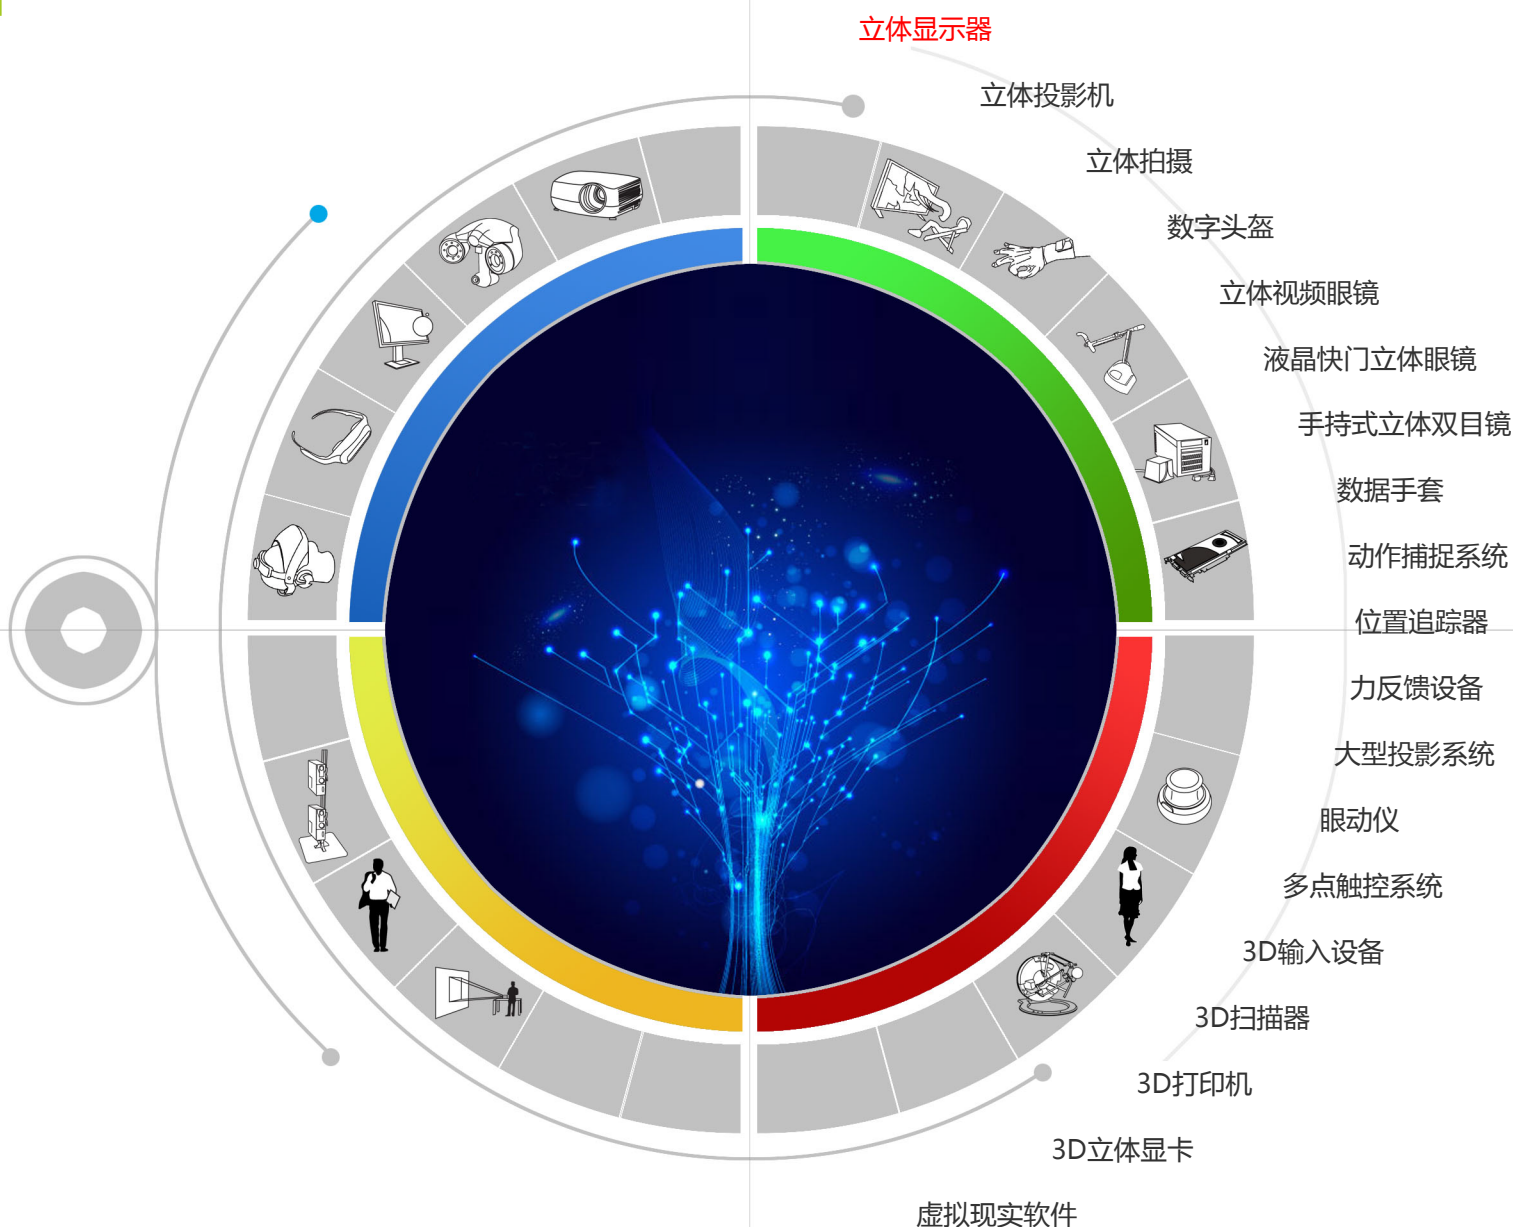 立体显示器
立体投影机
立体拍摄
数字头盔
立体视频眼镜
液晶快门立体眼镜
手持式立体双目镜
数据手套
动作捕捉系统
位置追踪器
力反馈设备
大型投影系统
眼动仪
多点触控系统
3D输入设备
3D扫描器
3D打印机
3D立体显卡
虚拟现实软件